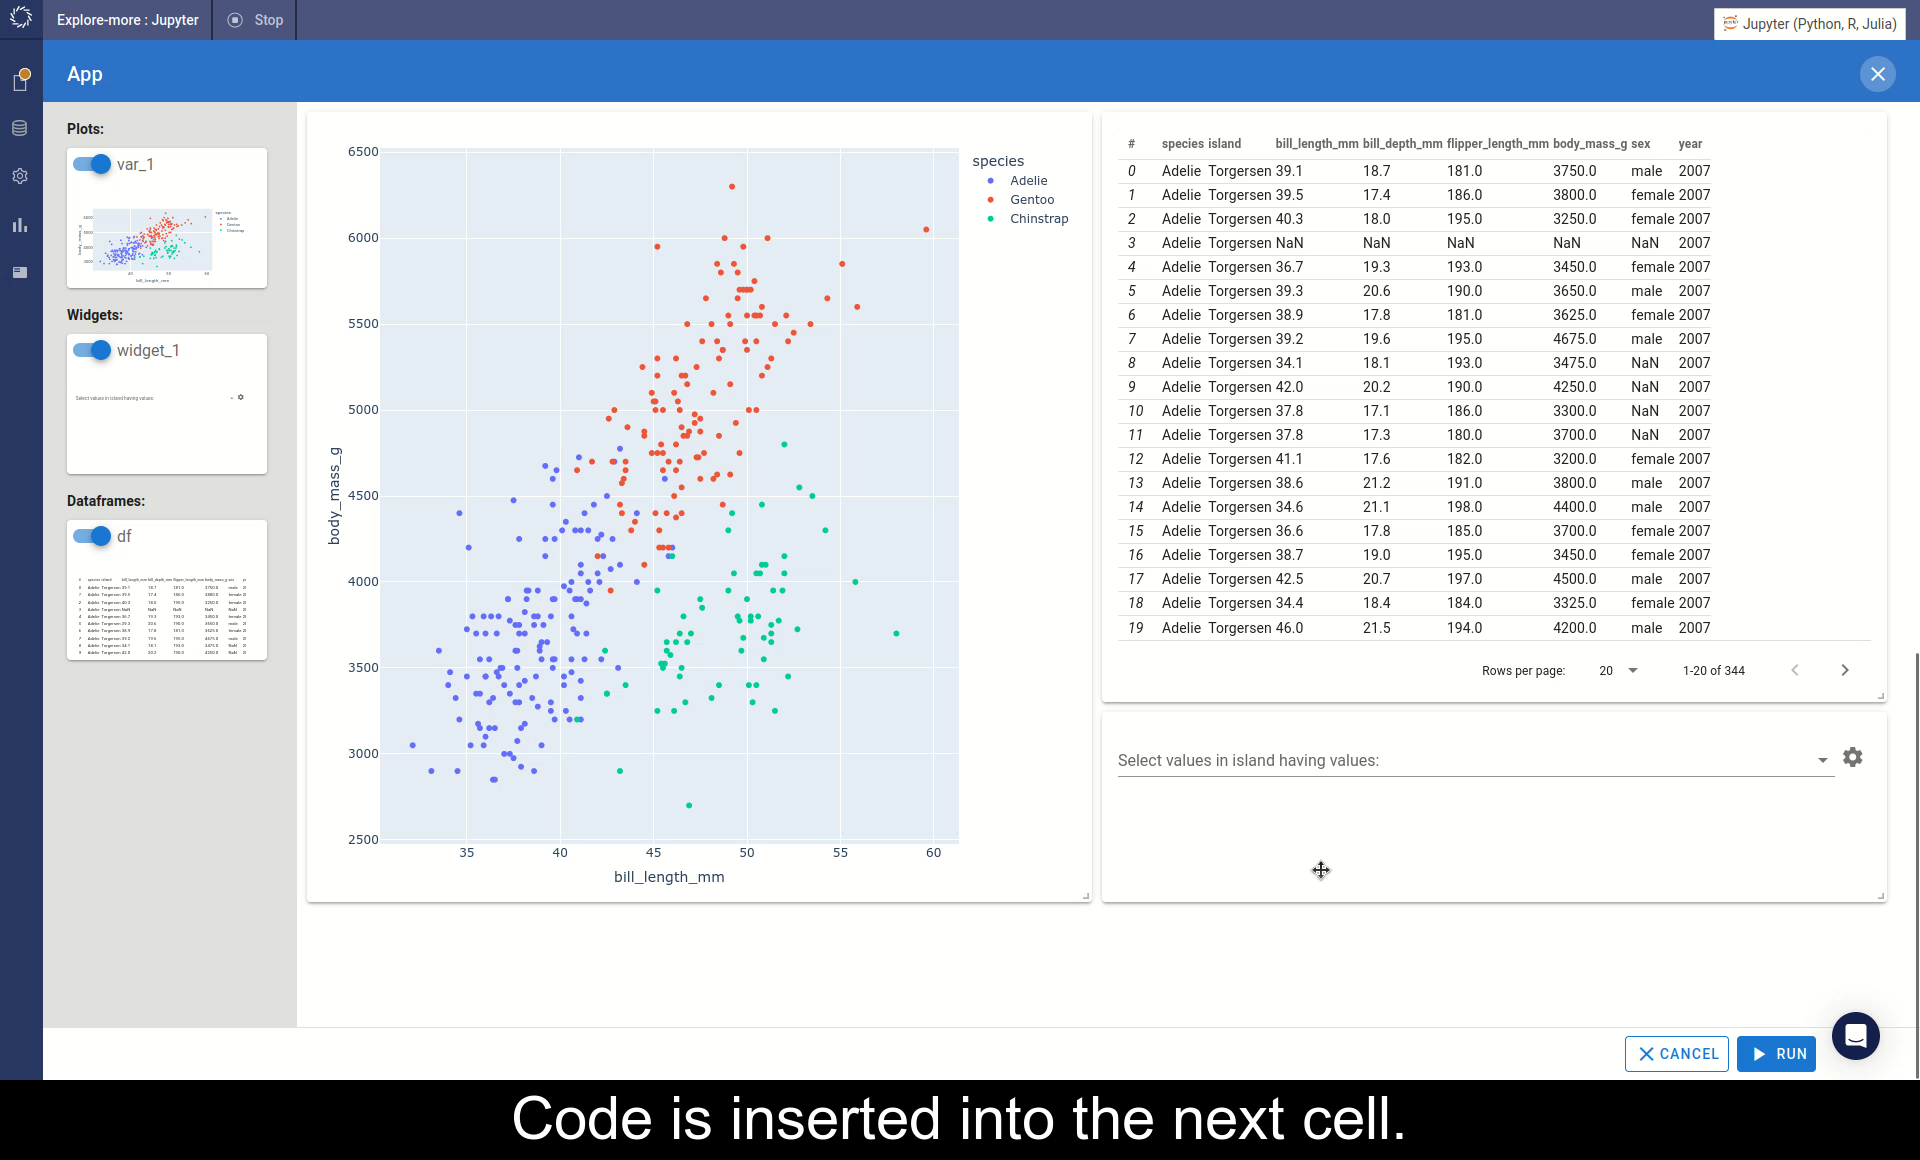 Explore-more : Jupyter
Stop
Jupyter (Python, R, Julia)
App
Plots:
var_1
Widgets:
widget_1
Select values in island having values:
Dataframes:
df
6500
6000
5500
5000
4500
4000
3500
3000
2500
body_mass_g
35 40 45 50 55 60
bill_length_mm
species
Adelie
Gentoo
Chinstrap
# species island bill_length_mm bill_depth_mm flipper_length_mm body_mass_g sex year
0 Adelie Torgersen 39.1 18.7 181.0 3750.0 male 2007
1 Adelie Torgersen 39.5 17.4 186.0 3800.0 female 2007
2 Adelie Torgersen 40.3 18.0 195.0 3250.0 female 2007
3 Adelie Torgersen NaN NaN NaN NaN NaN 2007
4 Adelie Torgersen 36.7 19.3 193.0 3450.0 female 2007
5 Adelie Torgersen 39.3 20.6 190.0 3650.0 male 2007
6 Adelie Torgersen 38.9 17.8 181.0 3625.0 female 2007
7 Adelie Torgersen 39.2 19.6 195.0 4675.0 male 2007
8 Adelie Torgersen 34.1 18.1 193.0 3475.0 NaN 2007
9 Adelie Torgersen 42.0 20.2 190.0 4250.0 NaN 2007
10 Adelie Torgersen 37.8 17.1 186.0 3300.0 NaN 2007
11 Adelie Torgersen 37.8 17.3 180.0 3700.0 NaN 2007
12 Adelie Torgersen 41.1 17.6 182.0 3200.0 female 2007
13 Adelie Torgersen 38.6 21.2 191.0 3800.0 male 2007
14 Adelie Torgersen 34.6 21.1 198.0 4400.0 male 2007
15 Adelie Torgersen 36.6 17.8 185.0 3700.0 female 2007
16 Adelie Torgersen 38.7 19.0 195.0 3450.0 female 2007
17 Adelie Torgersen 42.5 20.7 197.0 4500.0 male 2007
18 Adelie Torgersen 34.4 18.4 184.0 3325.0 female 2007
19 Adelie Torgersen 46.0 21.5 194.0 4200.0 male 2007
Rows per page: 20 1-20 of 344
Select values in island having values:
CANCEL
RUN
Code is inserted into the next cell.